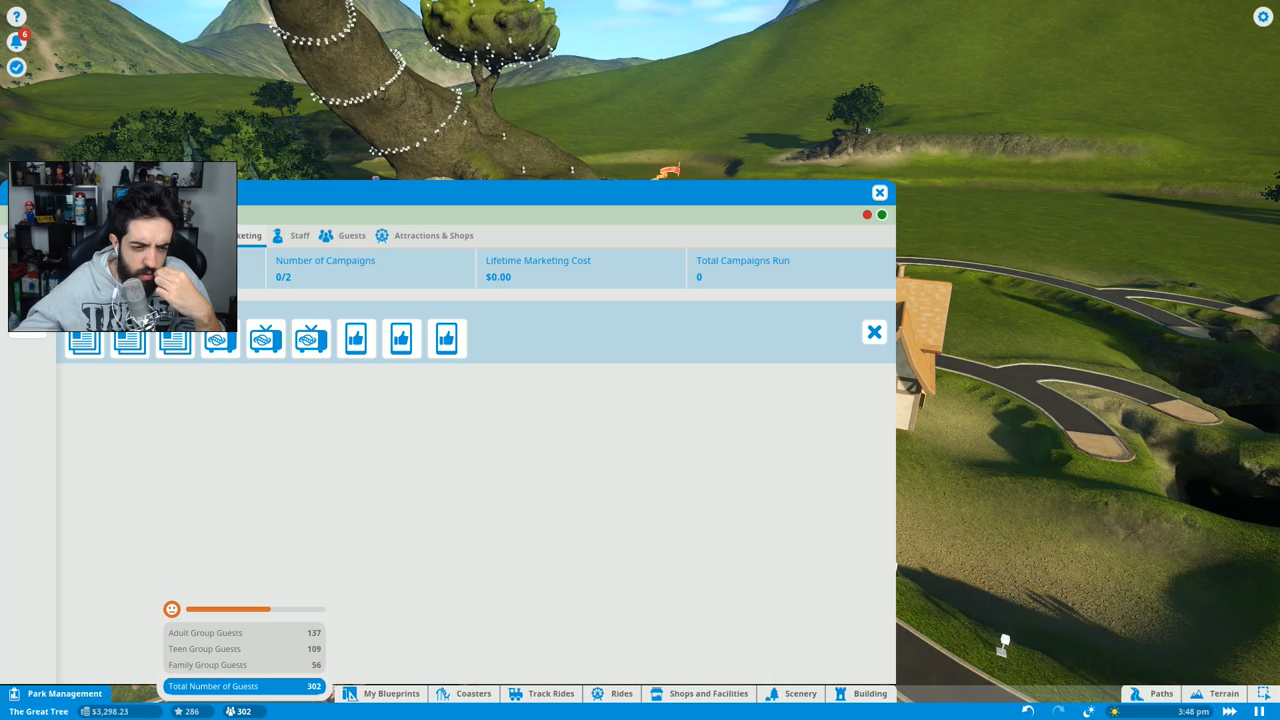 ?
6
keting
Staff
Guests
Attractions & Shops
Number of Campaigns
Lifetime Marketing Cost
Total Campaigns Run
0/2
$0.00
0
Adult Group Guests 137
Teen Group Guests 109
Family Group Guests 56
Total Number of Guests 302
Park Management
My Blueprints
Coasters
Track Rides
Rides
Shops and Facilities
Scenery
Building
Paths
Terrain
The Great Tree
$3,298.23
286
302
3:48 pm